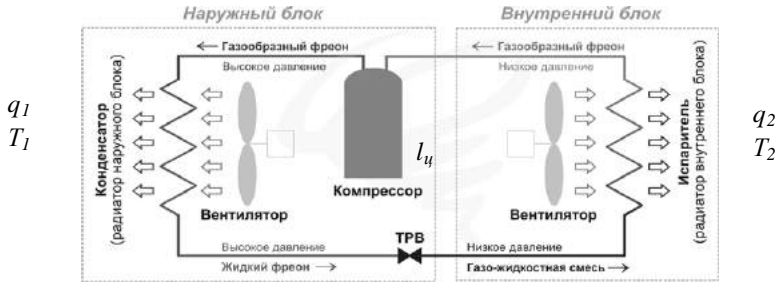 Наружный блок
Внутренний блок
← Газообразный фреон
← Газообразный фреон
Высокое давление
Низкое давление
q1
T1
q2
T2
Конденсатор
(радиатор наружного блока)
Испаритель
(радиатор внутреннего блока)
lц
Компрессор
Вентилятор
Вентилятор
ТРВ
Высокое давление
Низкое давление
Жидкий фреон →
Газо-жидкостная смесь →